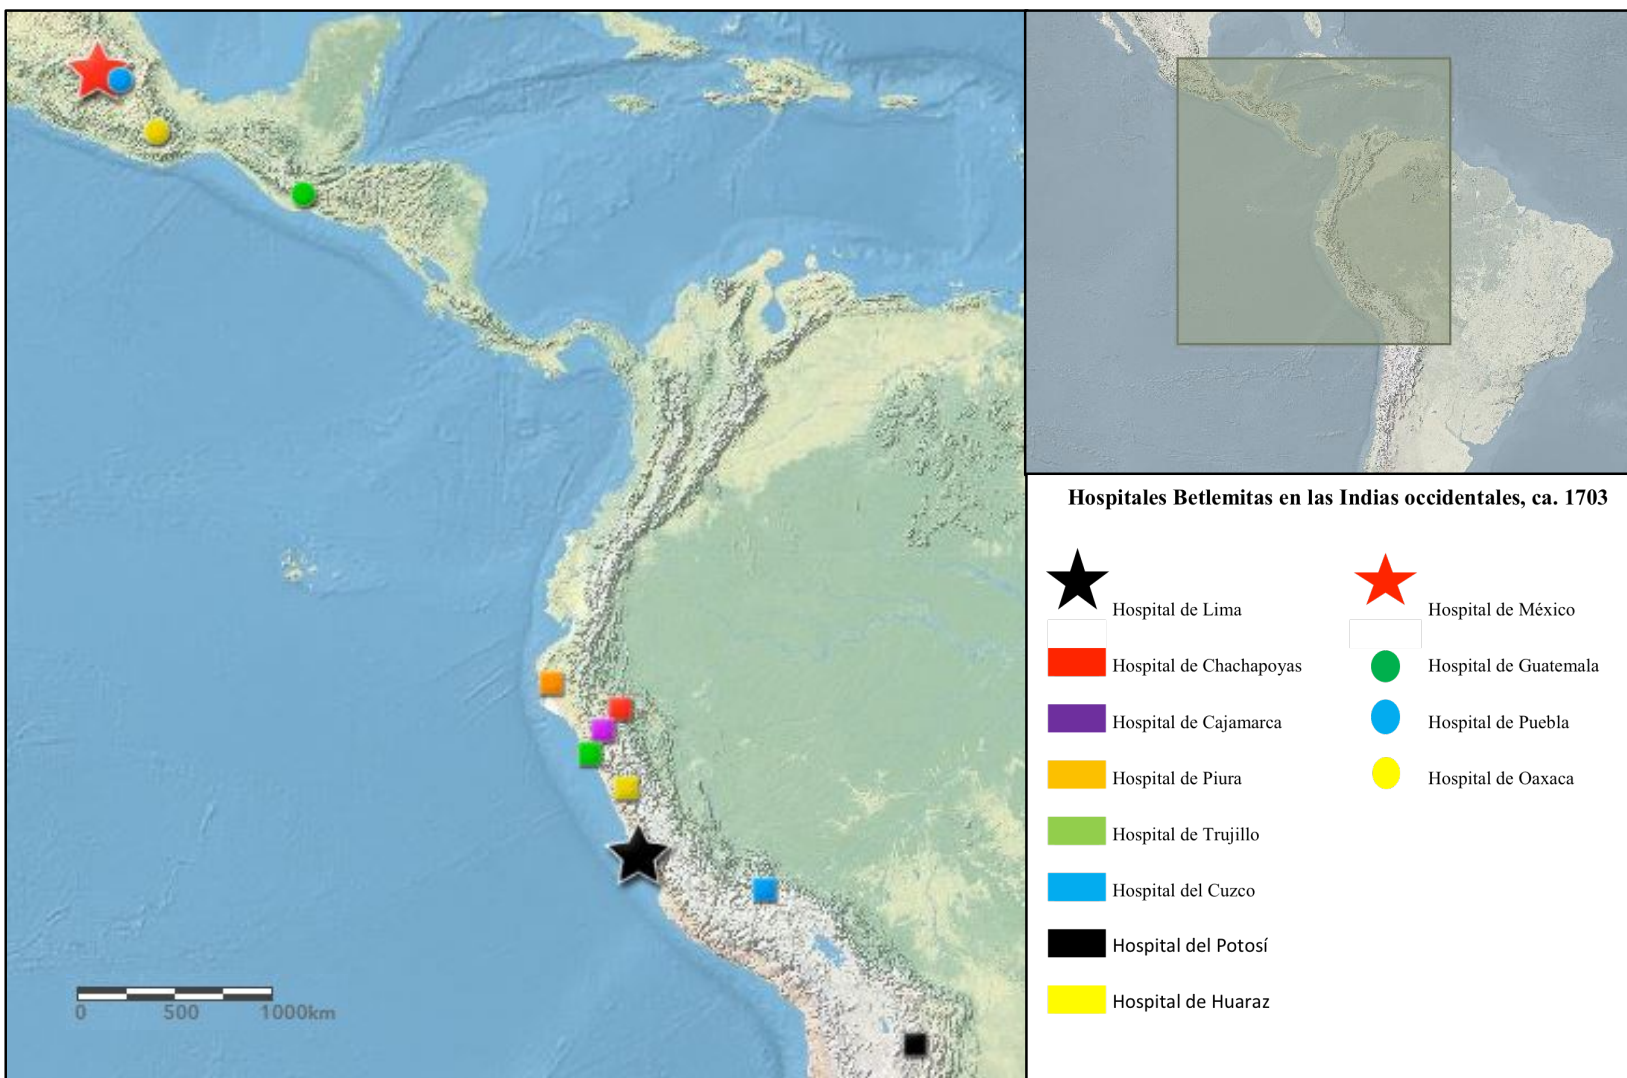 Hospitales Betlemitas en las Indias occidentales, ca. 1703
Hospital de Lima
Hospital de Chachapoyas
Hospital de Cajamarca
Hospital de Piura
Hospital de Trujillo
Hospital del Cuzco
Hospital del Potosí
Hospital de Huaraz
Hospital de México
Hospital de Guatemala
Hospital de Puebla
Hospital de Oaxaca
0 500 1000km